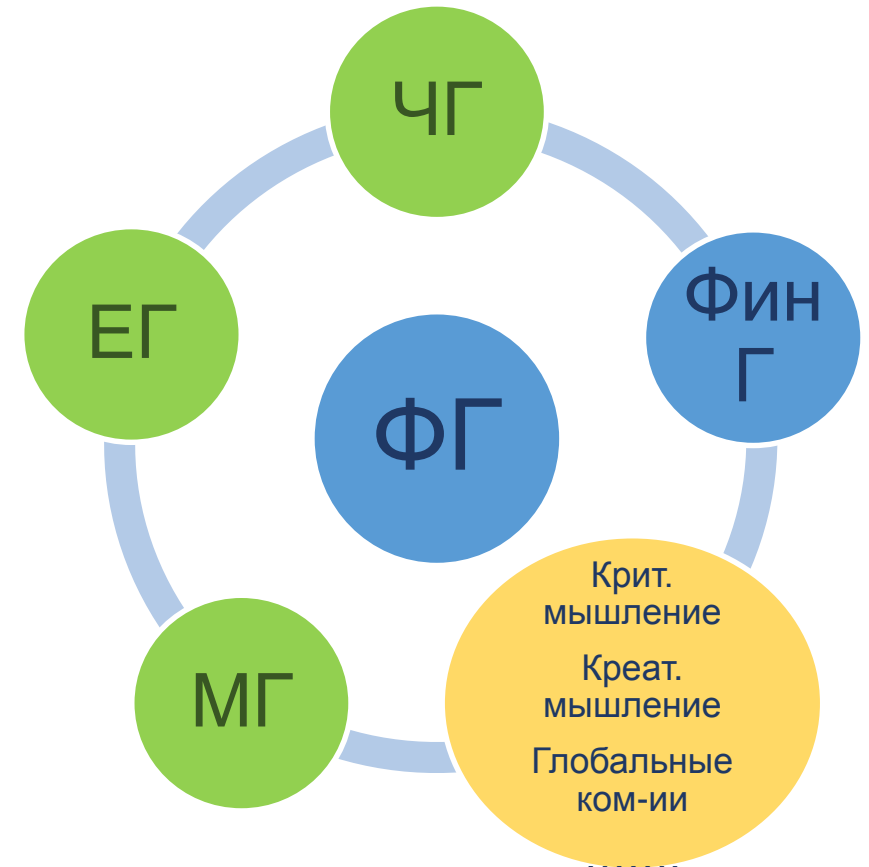 ЧГ
ЕГ
Фин
Г
ФГ
МГ
Крит.
мышление
Креат.
мышление
Глобальные
ком-ии